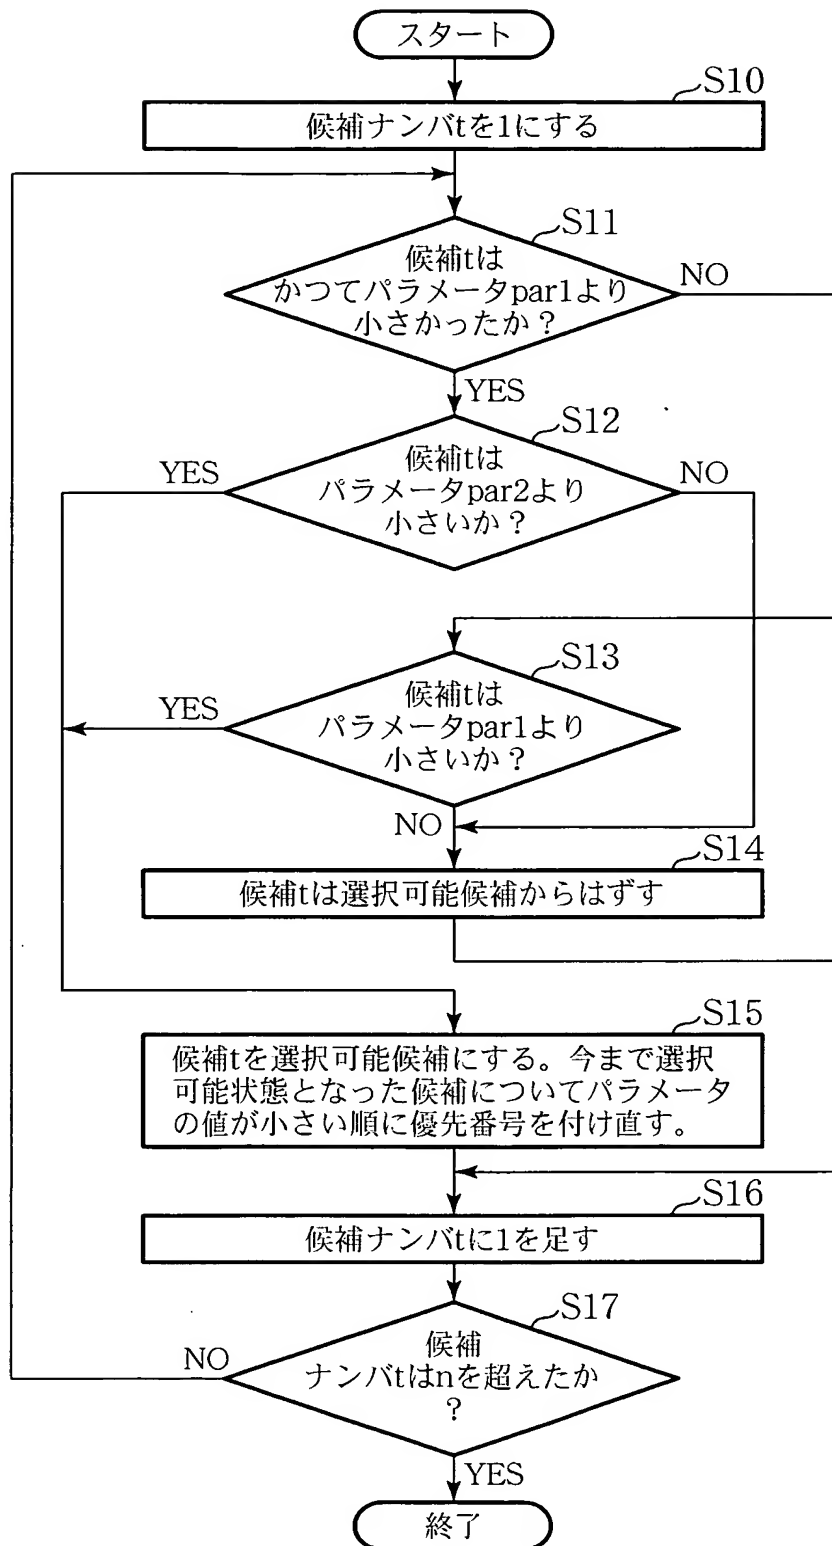 スタート
S10
候補ナンバtを1にする
S11
候補tは
かつてパラメータpar1より
小さかったか？
NO
YES
S12
候補tは
パラメータpar2より
小さいか？
YES
NO
S13
候補tは
パラメータpar1より
小さいか？
YES
NO
S14
候補tは選択可能候補からはずす
S15
候補tを選択可能候補にする。今まで選択
可能状態となった候補についてパラメータ
の値が小さい順に優先番号を付け直す。
S16
候補ナンバtに1を足す
S17
候補
ナンバtはnを超えたか
？
NO
YES
終了